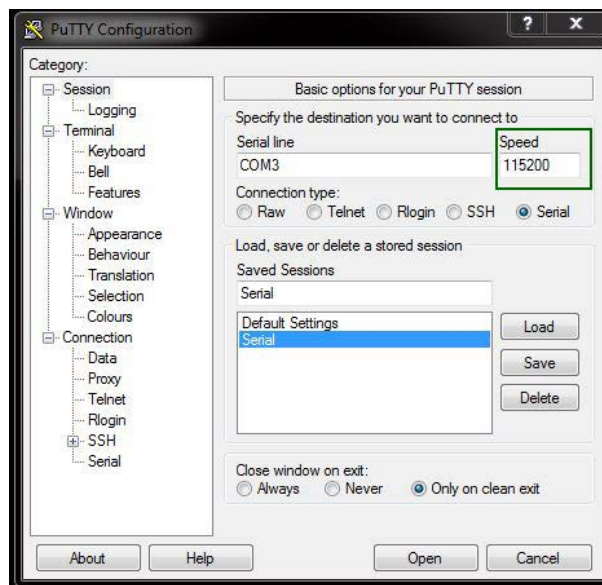 PuTTY Configuration
? x
Category:
Session
Logging
Terminal
Keyboard
Bell
Features
Window
Appearance
Behaviour
Translation
Selection
Colours
Connection
Data
Proxy
Telnet
Rlogin
SSH
Serial
Basic options for your PuTTY session
Specify the destination you want to connect to
Serial line Speed
COM3 115200
Connection type:
Raw Telnet Rlogin SSH Serial
Load, save or delete a stored session
Saved Sessions
Serial
Default Settings
Serial
Load
Save
Delete
Close window on exit:
Always Never Only on clean exit
About Help Open Cancel